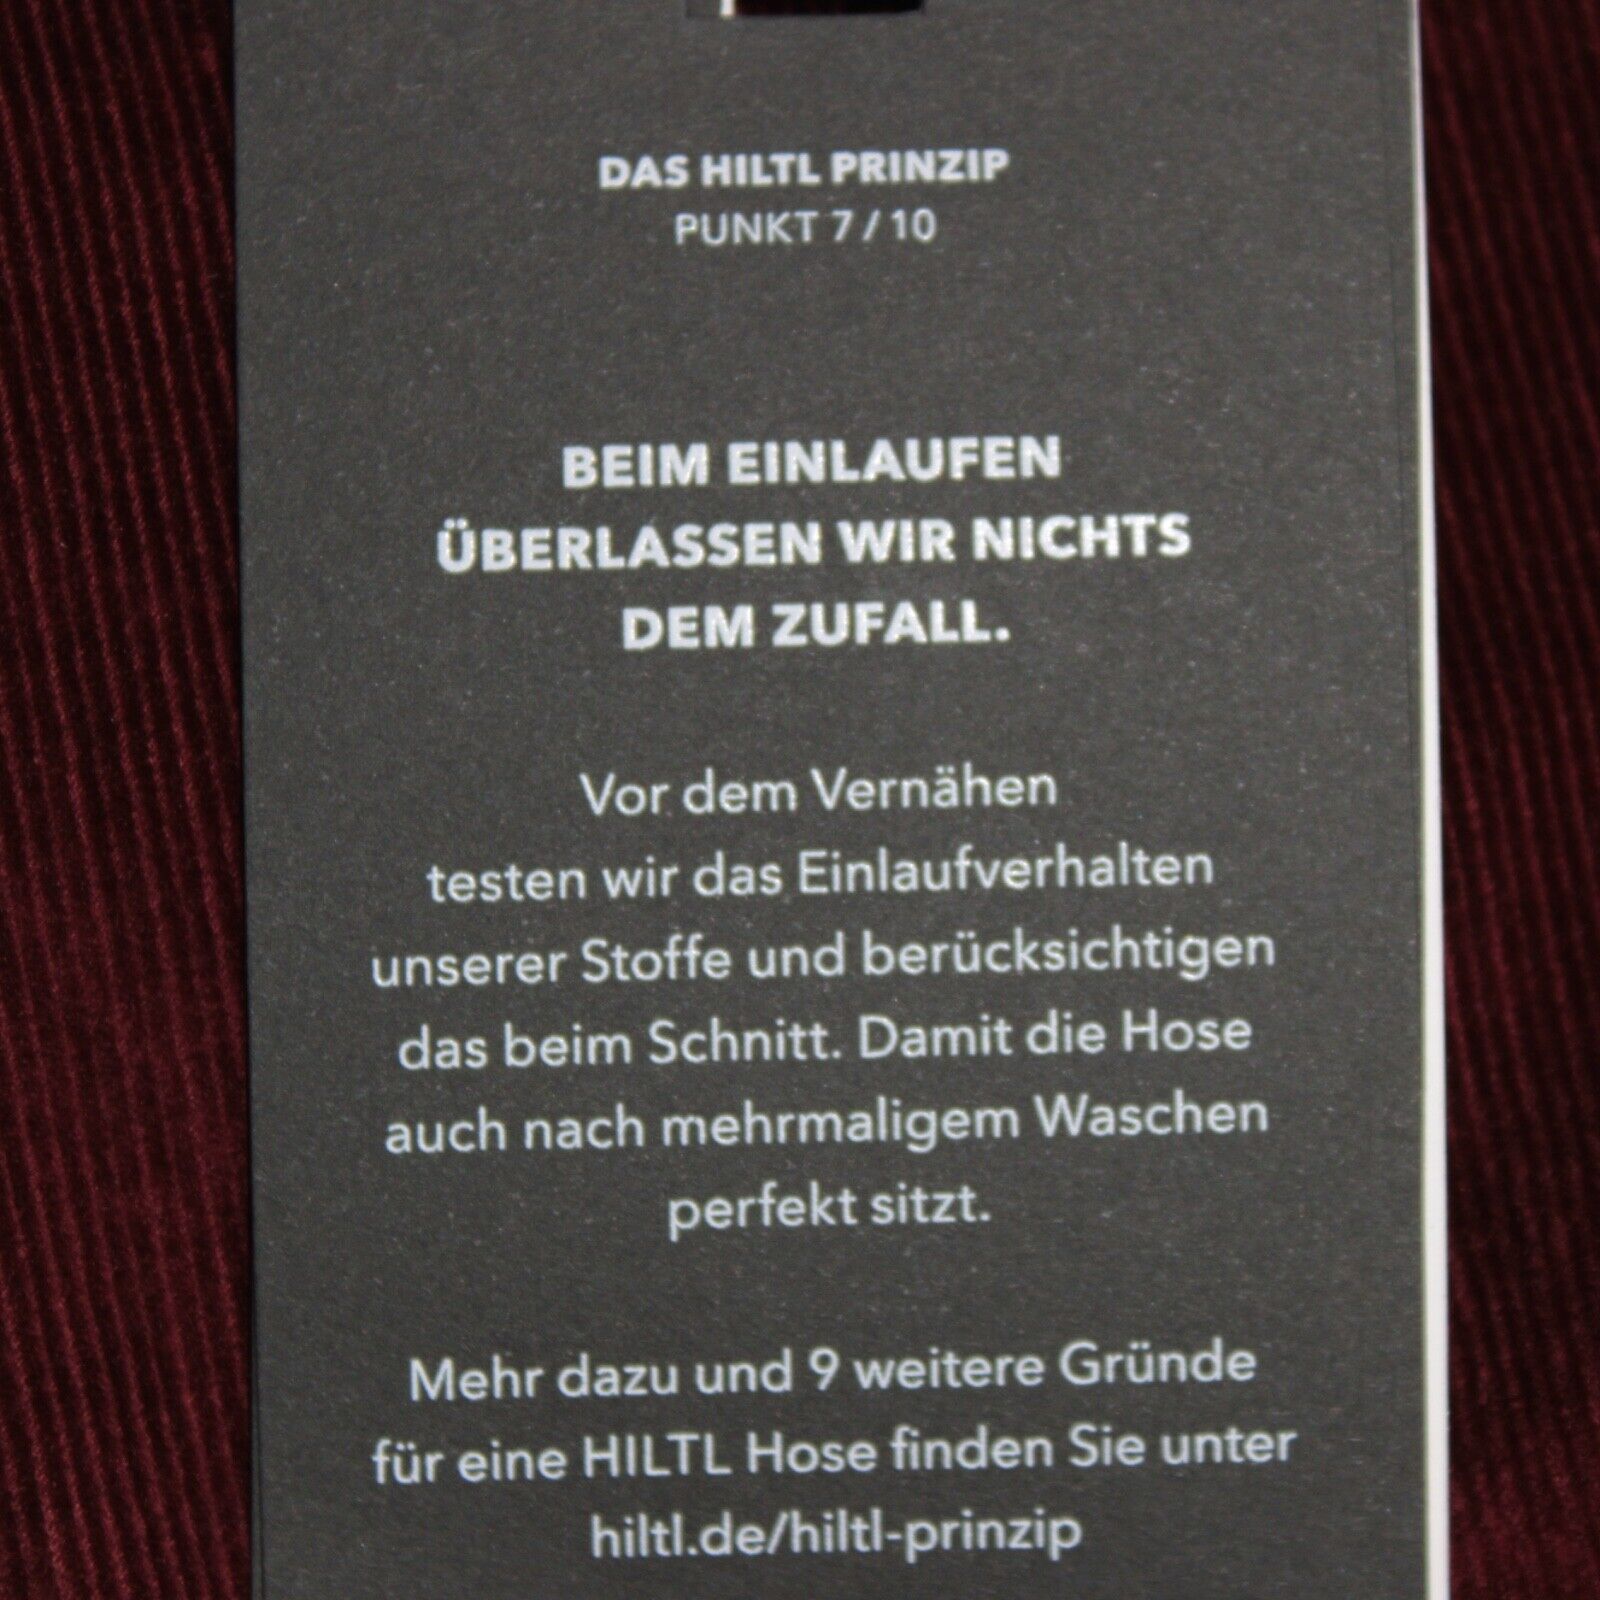 DAS HILTL PRINZIP
PUNKT 7 / 10
BEIM EINLAUFEN
ÜBERLASSEN WIR NICHTS
DEM ZUFALL.
Vor dem Vernähen
testen wir das Einlaufverhalten
unserer Stoffe und berücksichtigen
das beim Schnitt. Damit die Hose
auch nach mehrmaligem Waschen
perfekt sitzt.
Mehr dazu und 9 weitere Gründe
für eine HILTL Hose finden Sie unter
hiltl.de/hiltl-prinzip